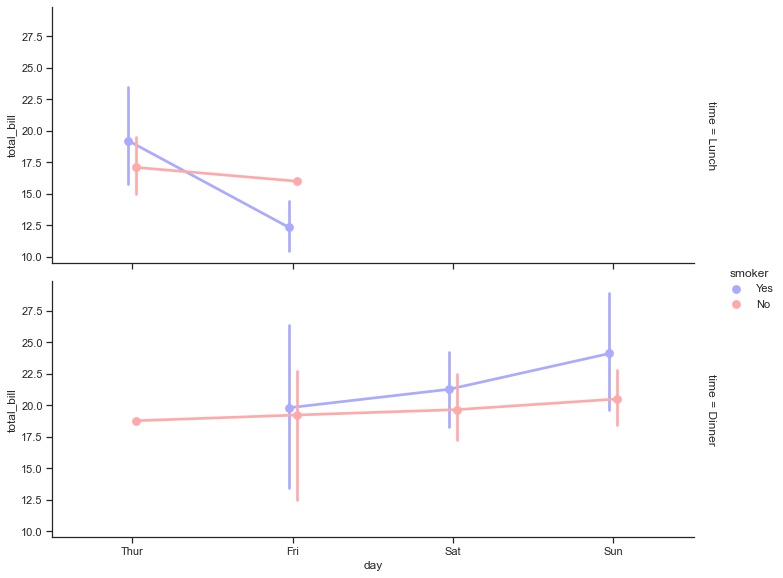 27.5
25.0
22.5
20.0
17.5
15.0
12.5
10.0
total_bill
time = Lunch
smoker
Yes
No
27.5
25.0
22.5
20.0
17.5
15.0
12.5
10.0
total_bill
time = Dinner
Thur Fri Sat Sun
day